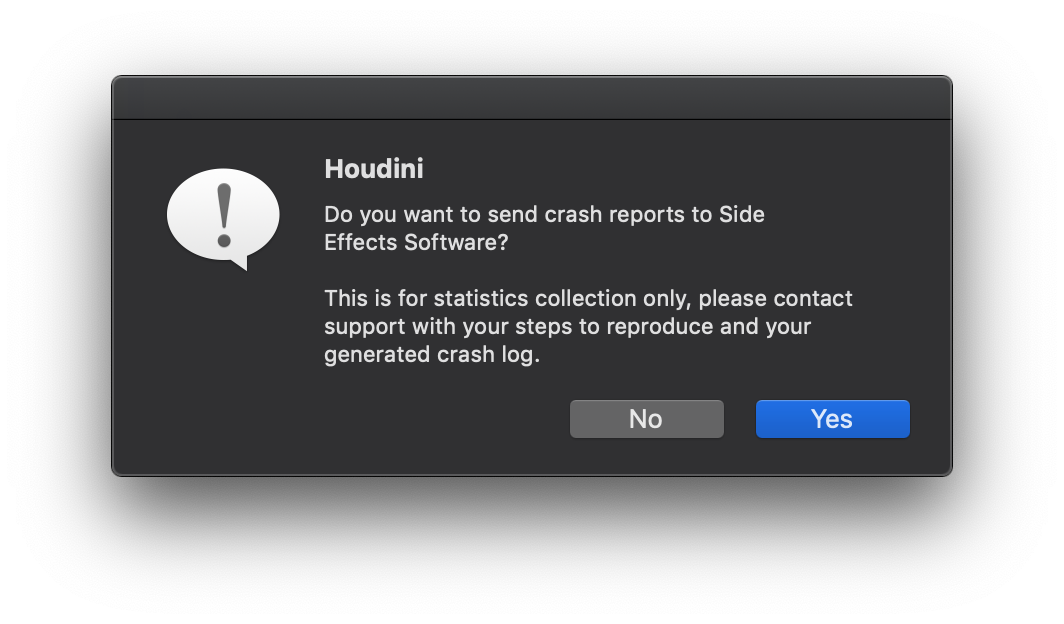 Houdini
Do you want to send crash reports to Side
Effects Software?
This is for statistics collection only, please contact
support with your steps to reproduce and your
generated crash log.
No
Yes